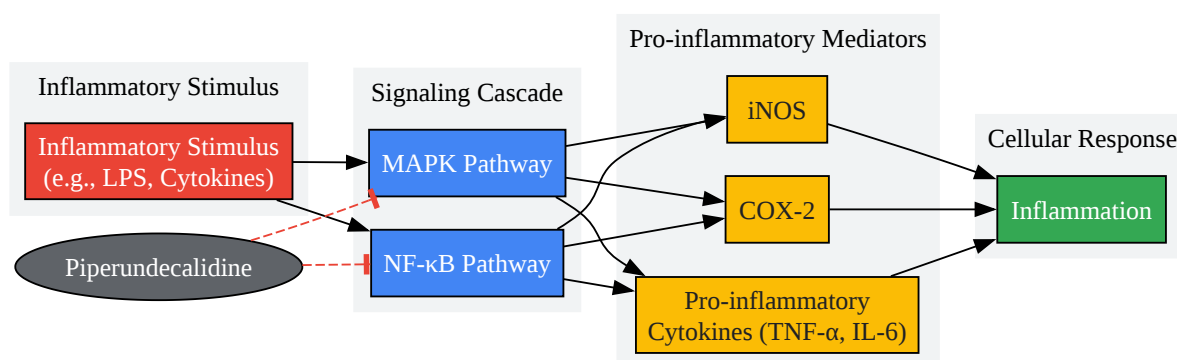 Inflammatory Stimulus
Inflammatory Stimulus
(e.g., LPS, Cytokines)
Piperundecalidine
Signaling Cascade
MAPK Pathway
NF-κB Pathway
Pro-inflammatory Mediators
iNOS
COX-2
Pro-inflammatory
Cytokines (TNF-α, IL-6)
Cellular Response
Inflammation